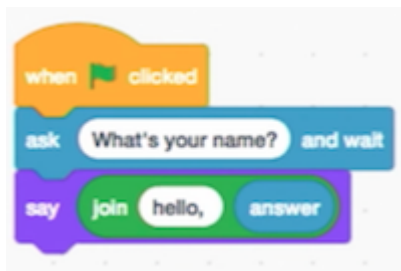 when clicked
ask What's your name? and wait
say join hello, answer